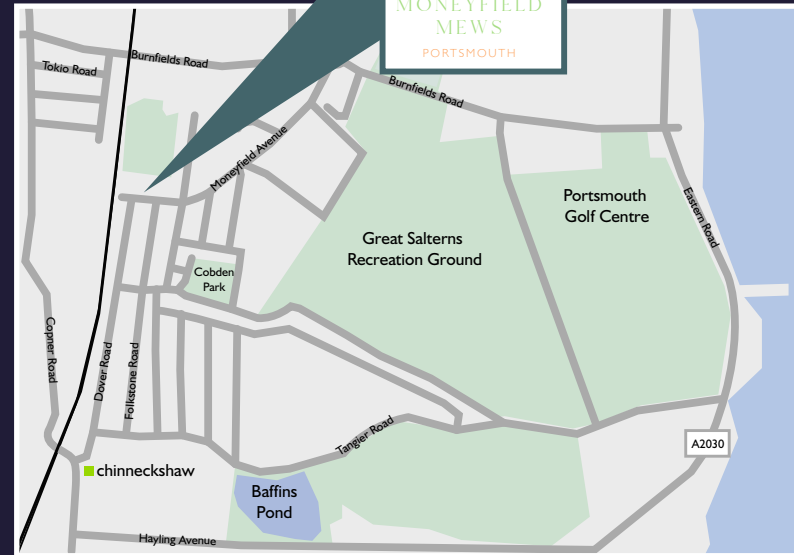 MONEYFIELD
MEWS
PORTSMOUTH
Burnfields Road
Tokio Road
Burnfields Road
Moneyfield Avenue
Portsmouth
Golf Centre
Eastern Road
Great Salterns
Recreation Ground
Cobden
Park
Copner Road
Dover Road
Folkstone Road
Tangier Road
A2030
chinneckshaw
Baffins
Pond
Hayling Avenue